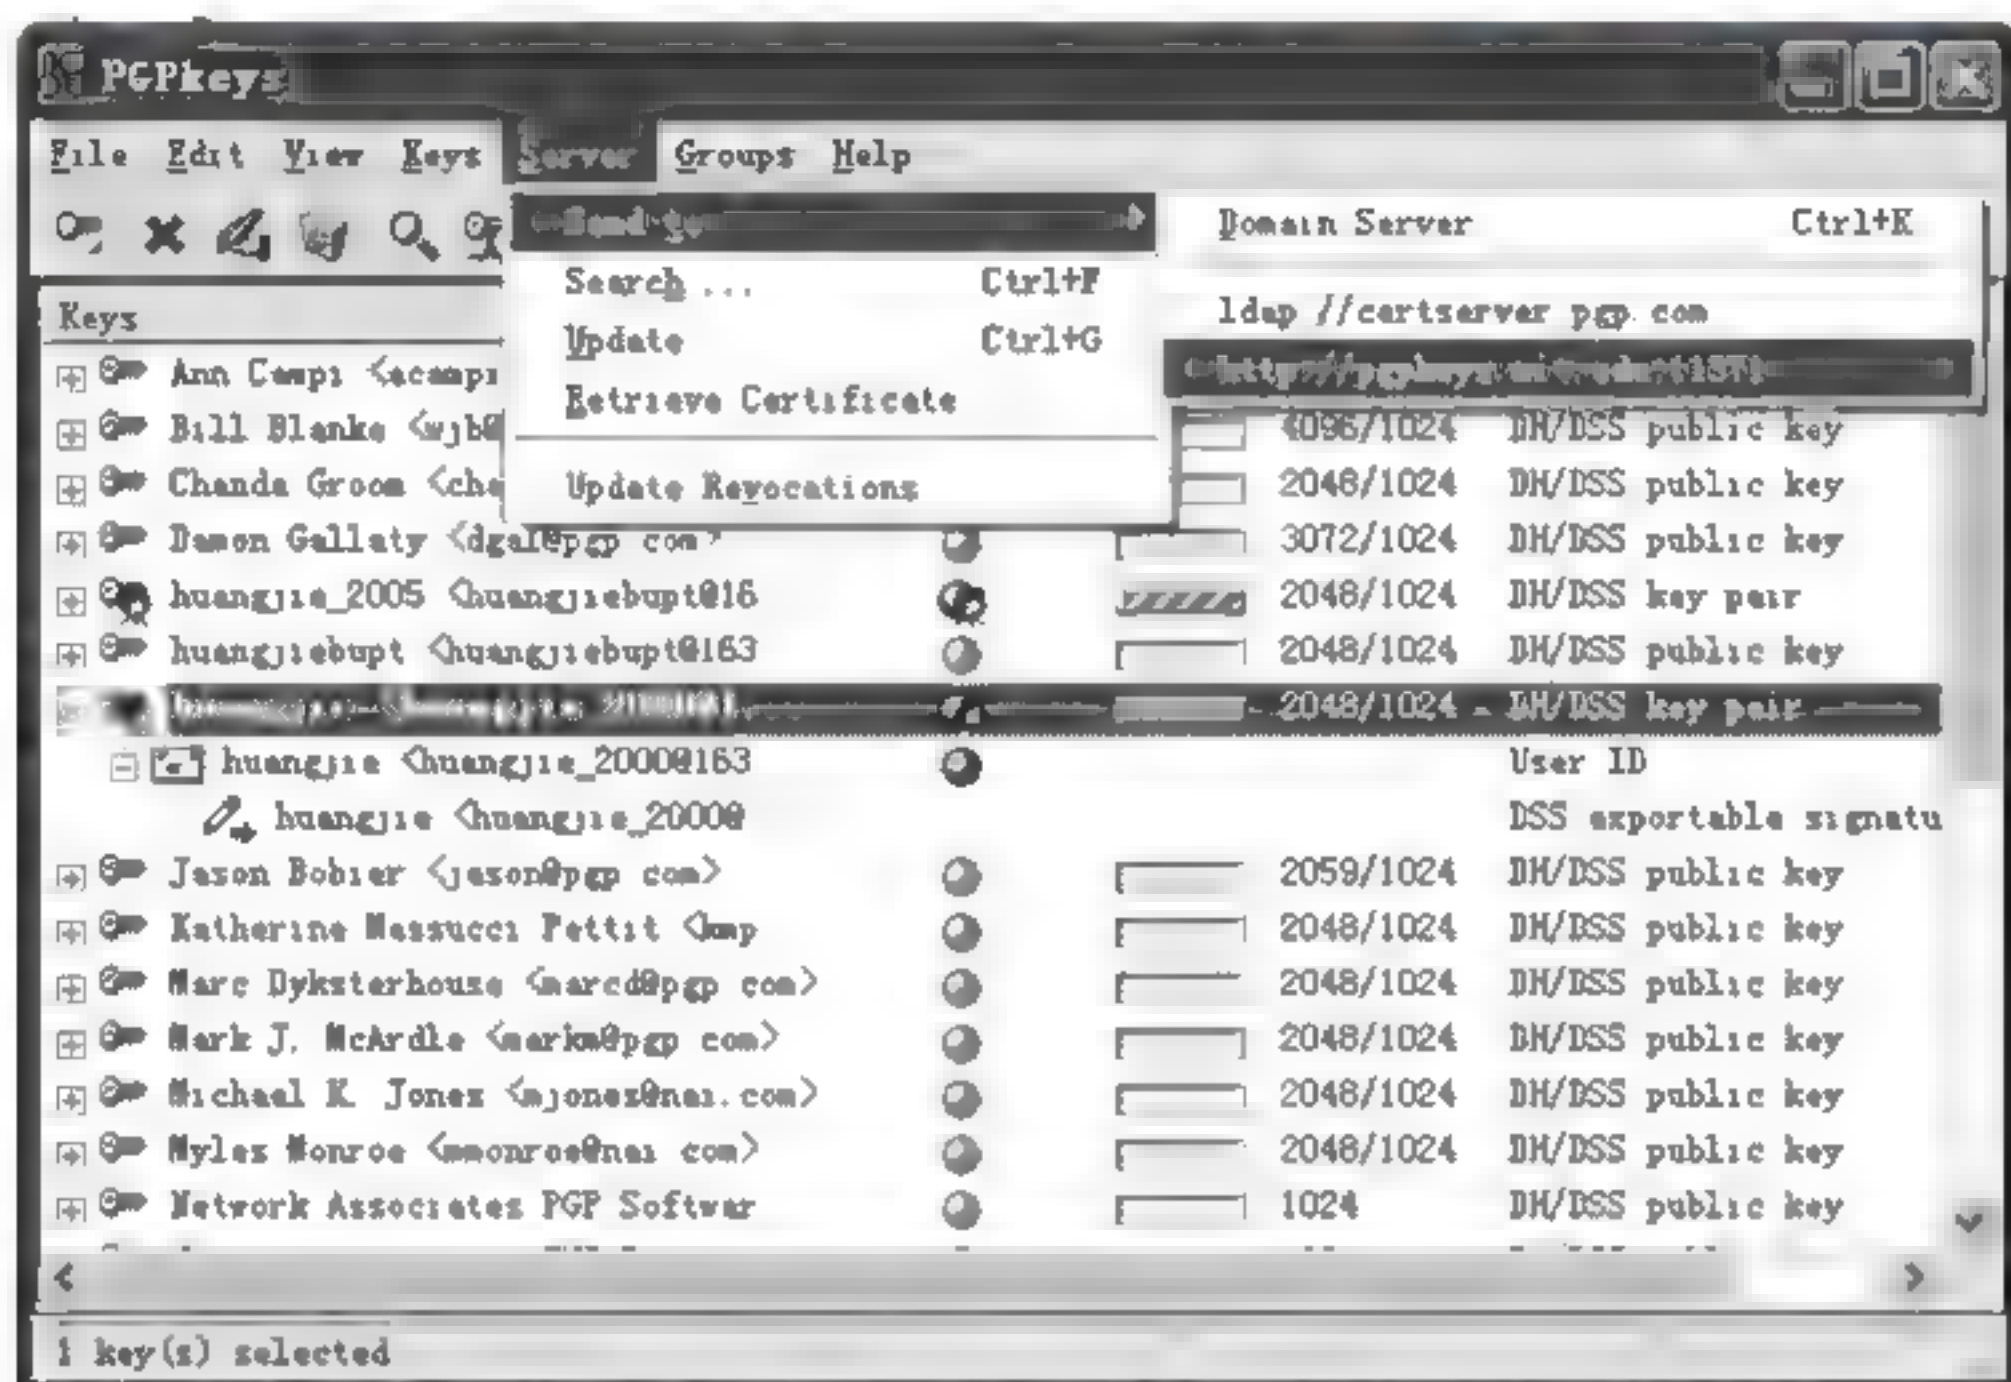 PGPkeys
File Edit View Keys Server Groups Help
Send to
Domain Server Ctrl+K
Search ... Ctrl+F
ldap //certserver pgp. com
Keys
Update Ctrl+G
Ann Campi <acampi
Retrieve Certificate
Bill Blanke <wjb@ 4096/1024 DH/DSS public key
Chanda Groom <cha 2048/1024 DH/DSS public key
Update Revocations
Damon Gallaty <dgal@pgp com> 3072/1024 DH/DSS public key
huangjie_2005 <huangjiebupt@16 2048/1024 DH/DSS key pair
huangjiebupt <huangjiebupt@163 2048/1024 DH/DSS public key
2048/1024 DH/DSS key pair
huangjie <huangjie_2000@163 User ID
huangjie <huangjie_2000@ DSS exportable signatu
Jason Bobier <jason@pgp com> 2059/1024 DH/DSS public key
Katherine Massucci Pettit <kmp 2048/1024 DH/DSS public key
Marc Dyksterhouse <marcd@pgp com> 2048/1024 DH/DSS public key
Mark J. McArdle <markm@pgp com> 2048/1024 DH/DSS public key
Michael K Jones <mjones@nai.com> 2048/1024 DH/DSS public key
Myles Monroe <mmonroe@nai com> 2048/1024 DH/DSS public key
Network Associates PGP Softwar 1024 DH/DSS public key
1 key(s) selected